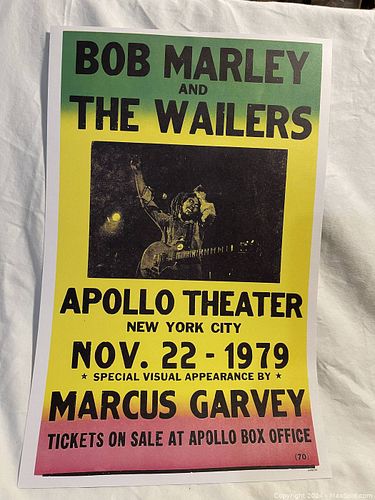 BOB MARLEY
AND
THE WAILERS
APOLLO THEATER
NEW YORK CITY
NOV. 22 - 1979
★ SPECIAL VISUAL APPEARANCE BY ★
MARCUS GARVEY
TICKETS ON SALE AT APOLLO BOX OFFICE
(70)